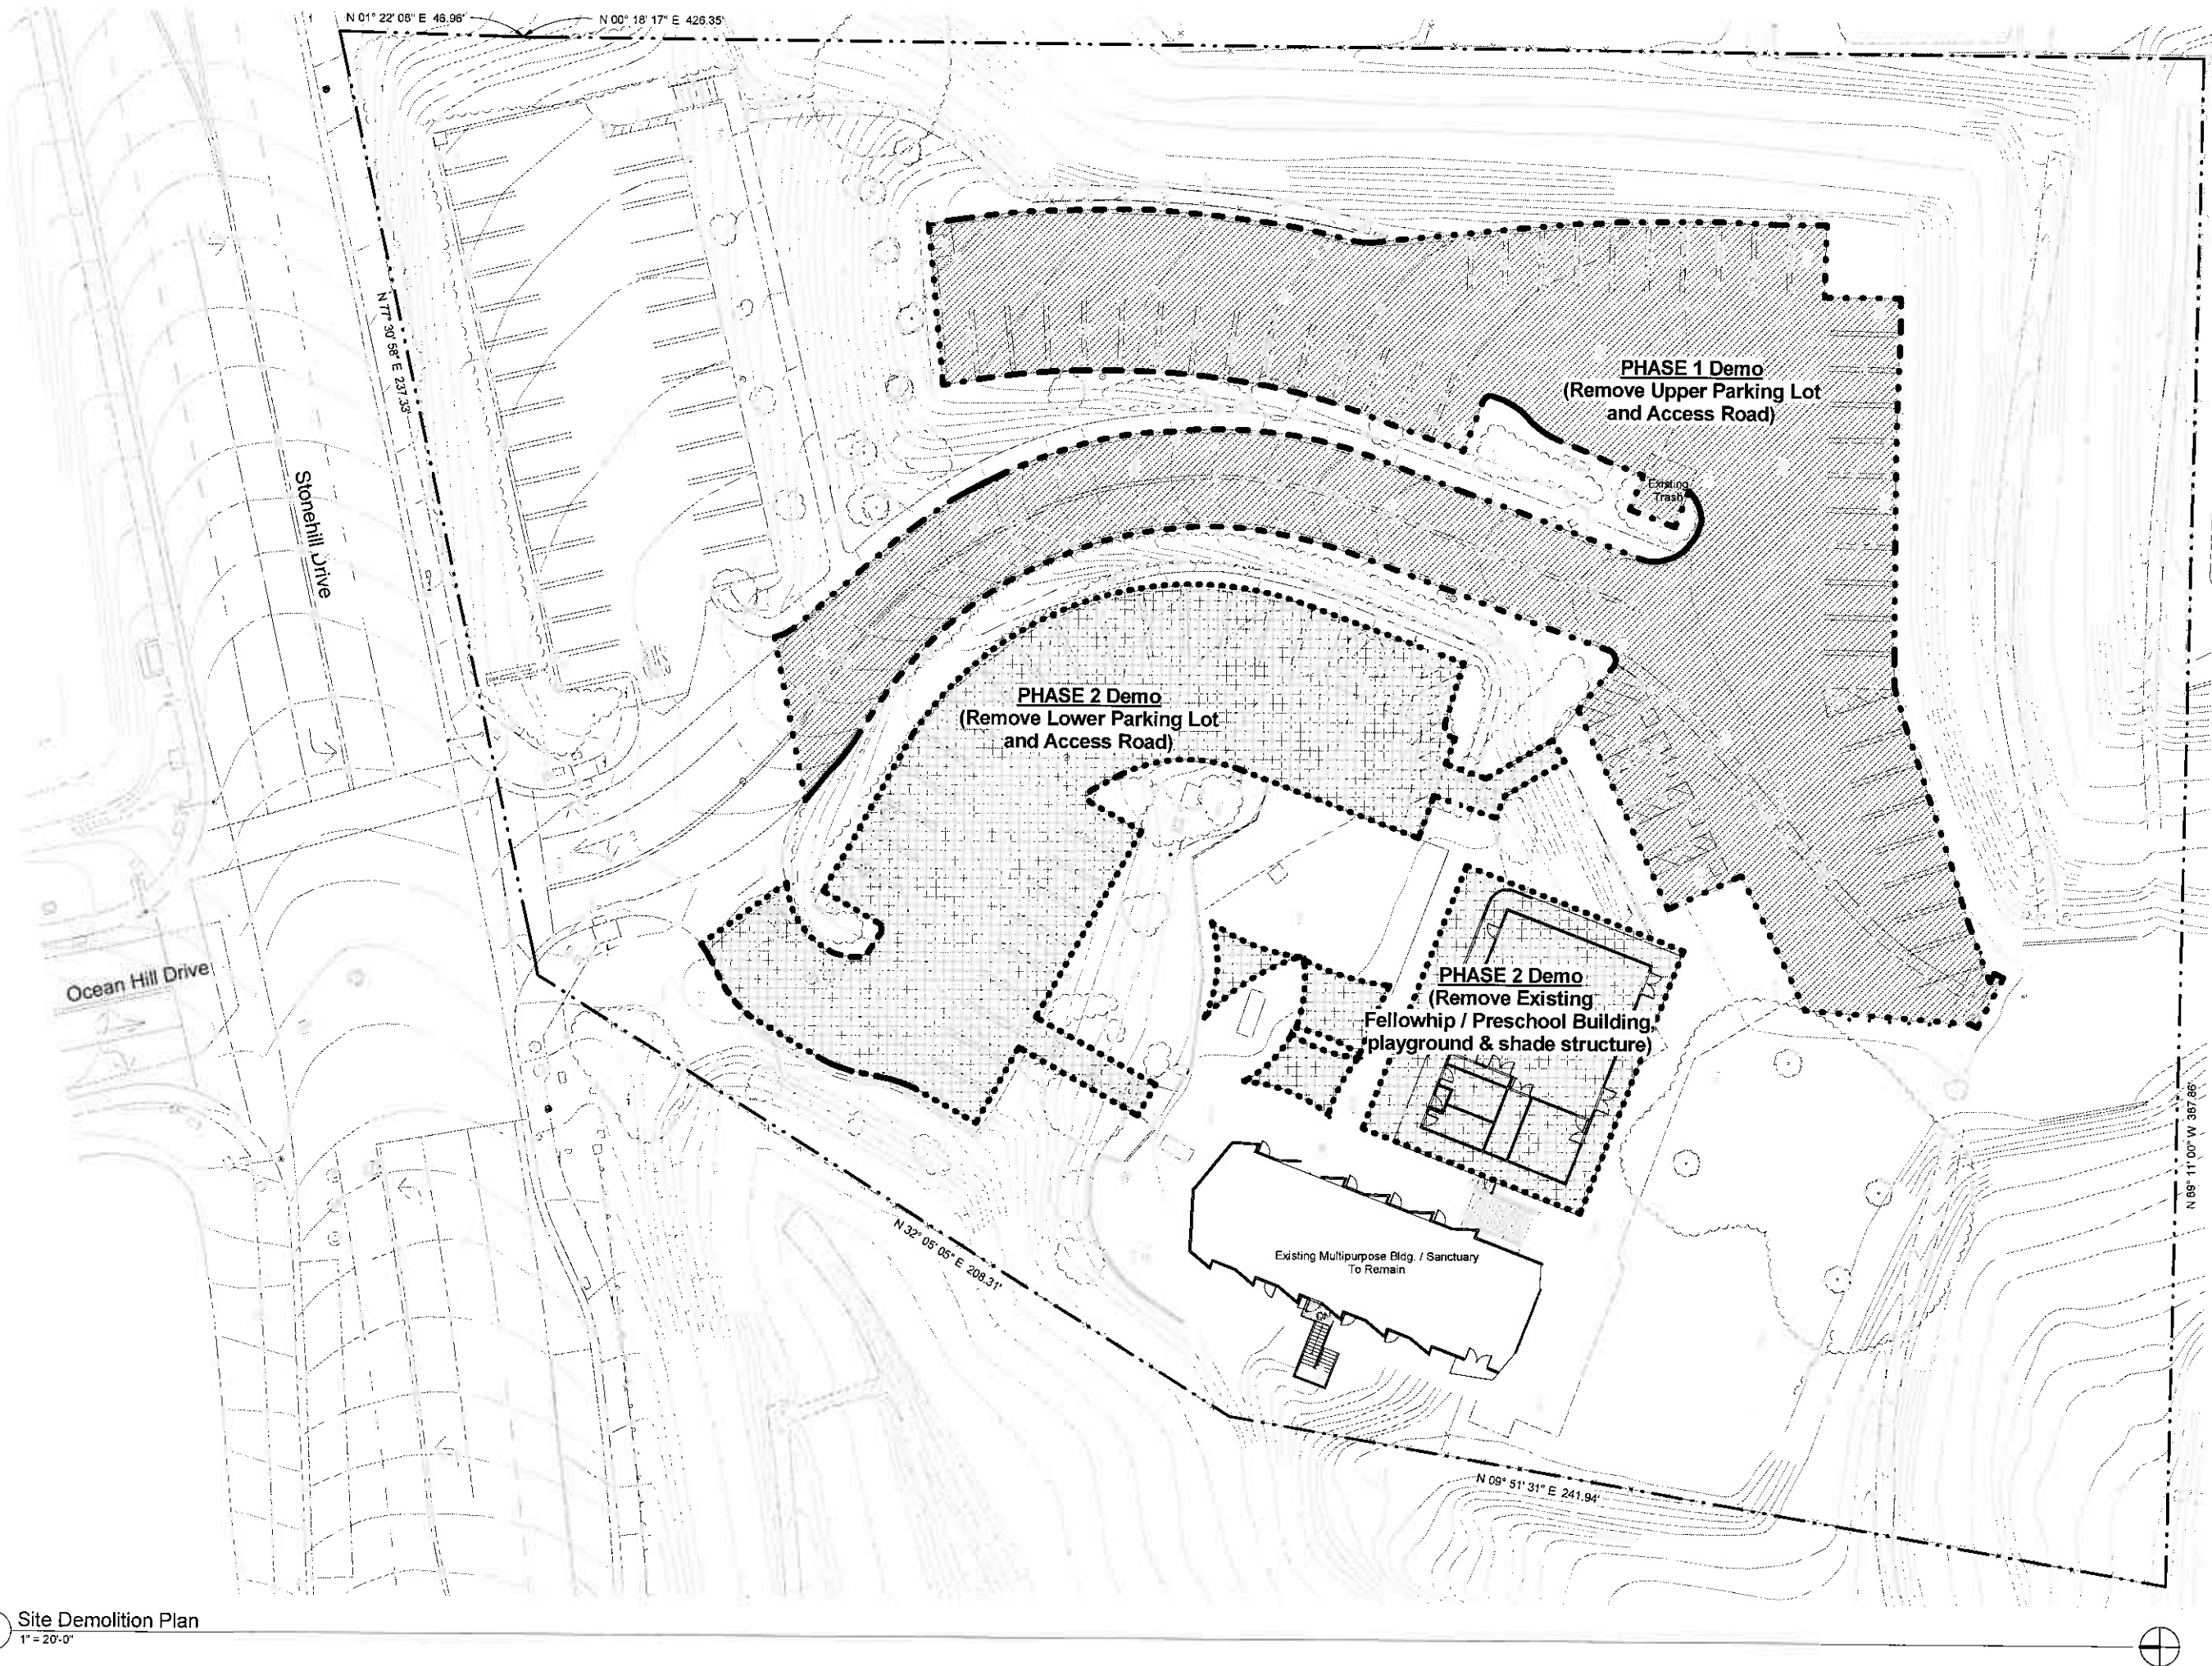 N 01° 22' 06" E 46.96'
N 00° 18' 17" E 426.35'
N 77° 30' 58" E 237.33'
Stonehill Drive
PHASE 1 Demo
(Remove Upper Parking Lot
and Access Road)
Existing
Trash
PHASE 2 Demo
(Remove Lower Parking Lot
and Access Road)
Ocean Hill Drive
PHASE 2 Demo
(Remove Existing
Fellowhip / Preschool Building,
playground & shade structure)
N 89° 11' 00" W 387.86'
N 32° 05' 05" E 208.31'
Existing Multipurpose Bldg. / Sanctuary
To Remain
N 09° 51' 31" E 241.94'
Site Demolition Plan
1" = 20'-0"